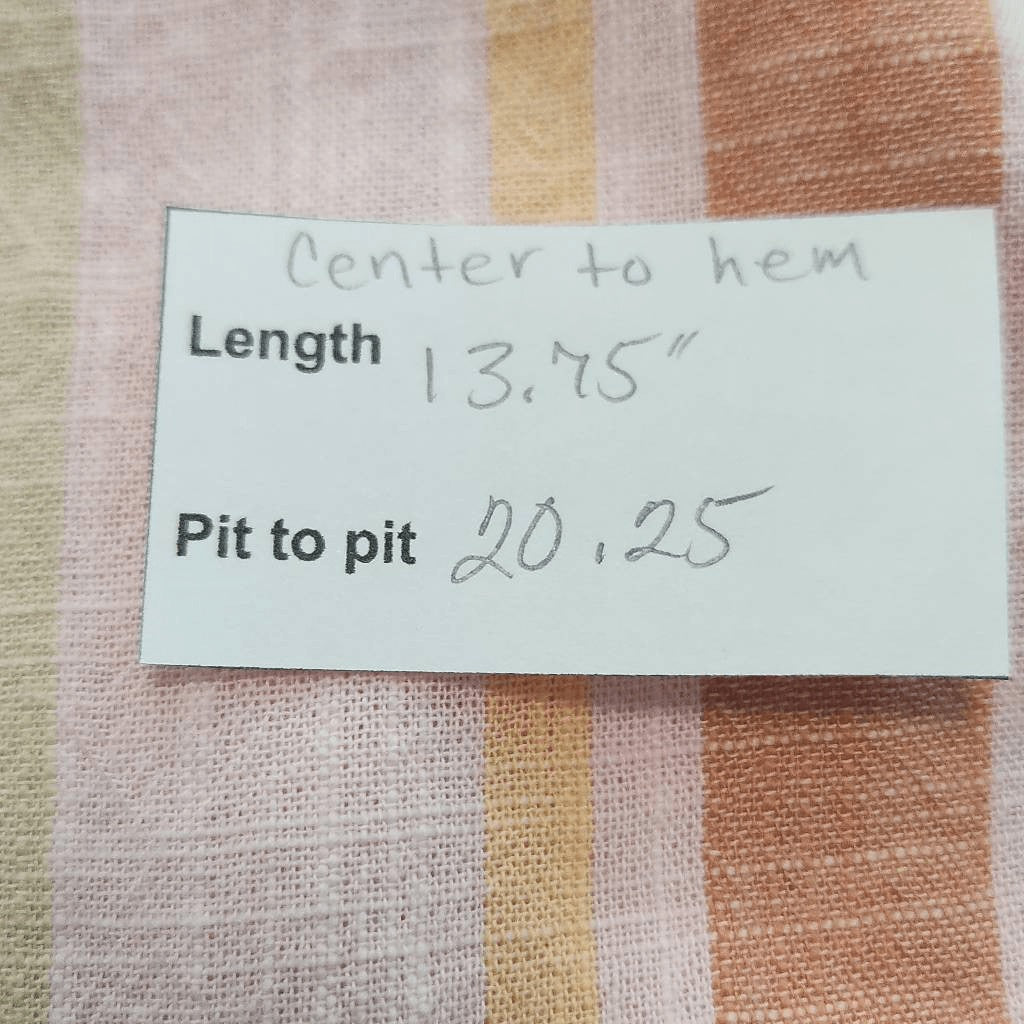 Center to hem
Length 13.75"
Pit to pit 20.25